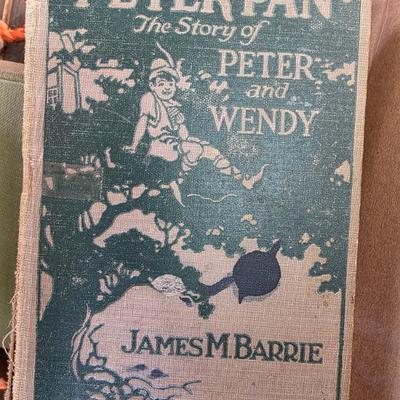 PETER PAN
The Story of
PETER
and
WENDY
JAMES M. BARRIE